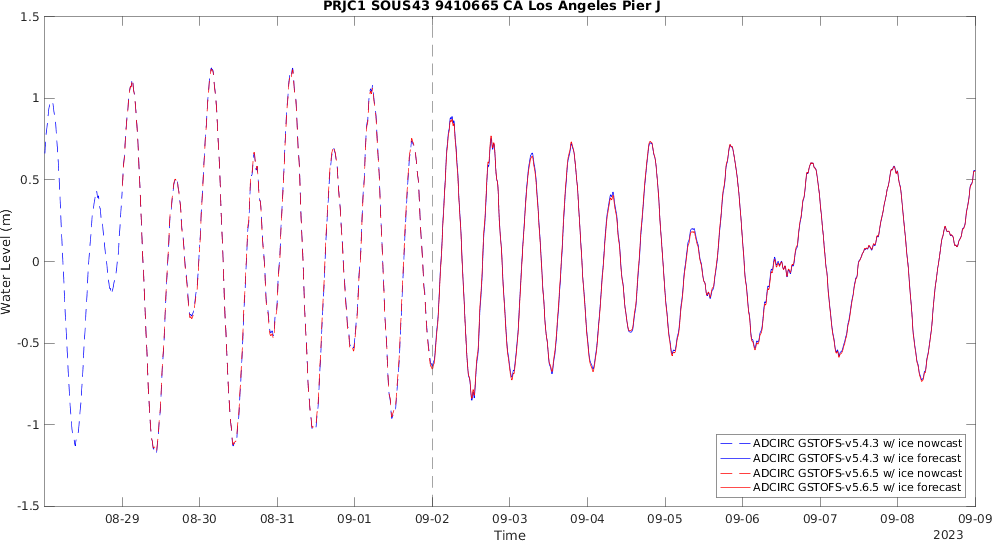 PRJC1 SOUS43 9410665 CA Los Angeles Pier J
1.5
1
0.5
0
-0.5
-1
-1.5
Water Level (m)
ADCIRC GSTOFS-v5.4.3 w/ ice nowcast
ADCIRC GSTOFS-v5.4.3 w/ ice forecast
ADCIRC GSTOFS-v5.6.5 w/ ice nowcast
ADCIRC GSTOFS-v5.6.5 w/ ice forecast
08-29 08-30 08-31 09-01 09-02 09-03 09-04 09-05 09-06 09-07 09-08 09-09
Time
2023